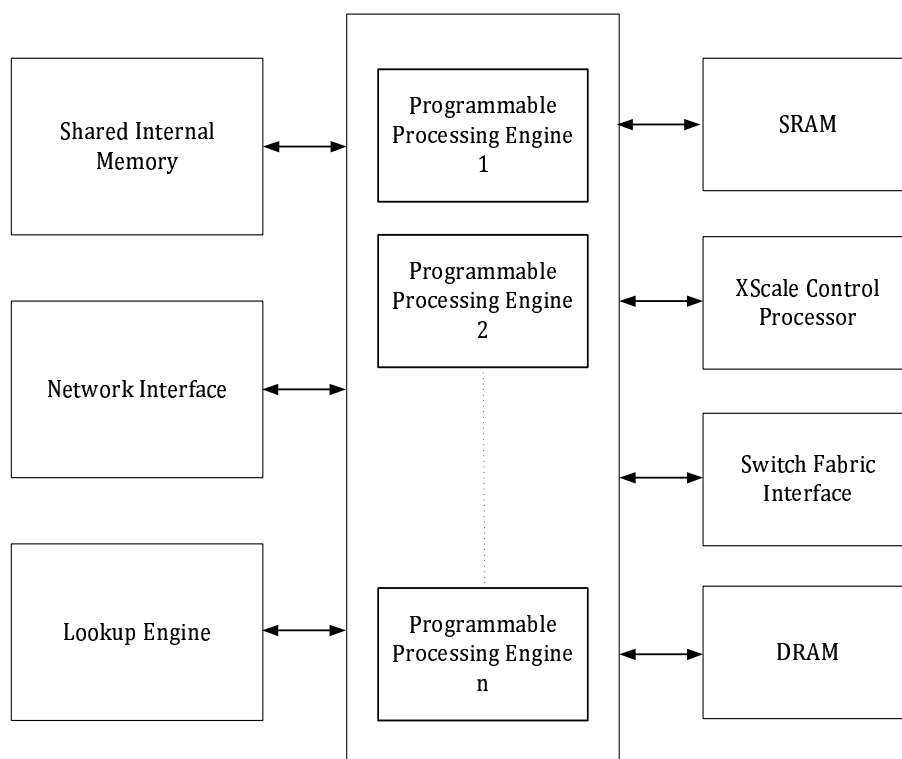 Shared Internal
Memory
Network Interface
Lookup Engine
Programmable
Processing Engine
1
Programmable
Processing Engine
2
Programmable
Processing Engine
n
SRAM
XScale Control
Processor
Switch Fabric
Interface
DRAM